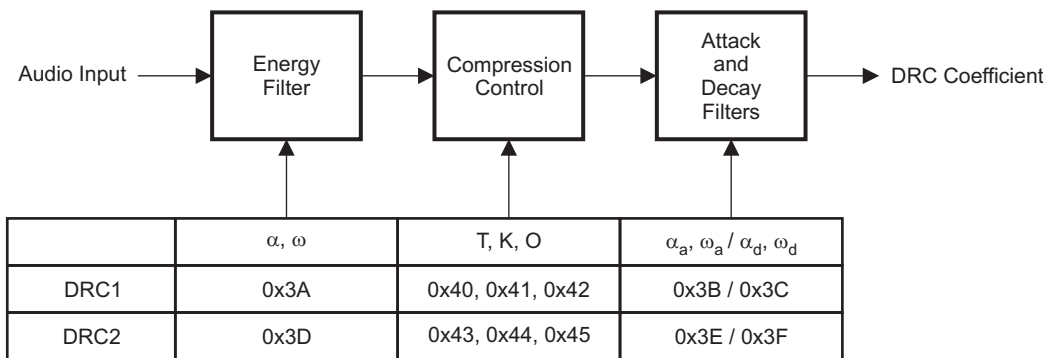 Audio Input
Energy
Filter
Compression
Control
Attack
and
Decay
Filters
DRC Coefficient
α, ω
T, K, O
αa, ωa / αd, ωd
DRC1
0x3A
0x40, 0x41, 0x42
0x3B / 0x3C
DRC2
0x3D
0x43, 0x44, 0x45
0x3E / 0x3F